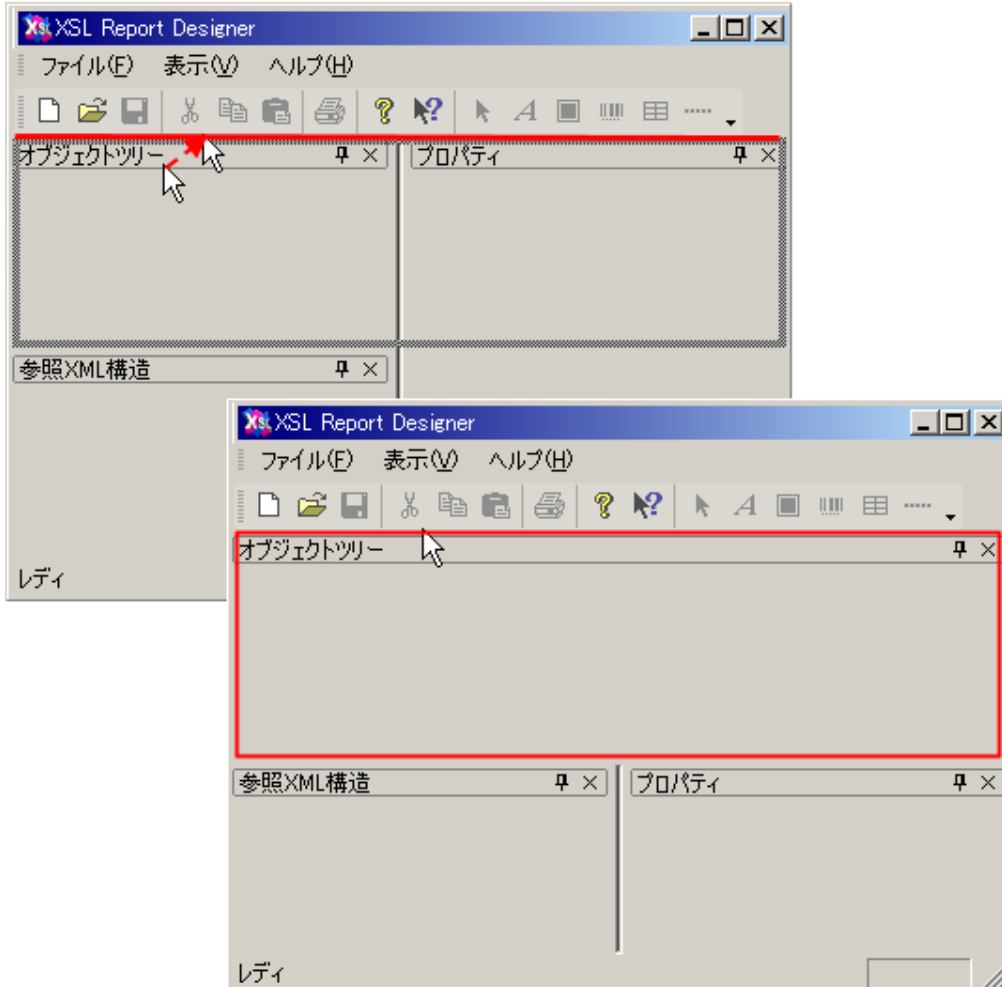 XSL Report Designer
ファイル(F) 表示(V) ヘルプ(H)
オブジェクトツリー プロパティ
参照XML構造
レディ
XSL Report Designer
ファイル(F) 表示(V) ヘルプ(H)
オブジェクトツリー
参照XML構造 プロパティ
レディ